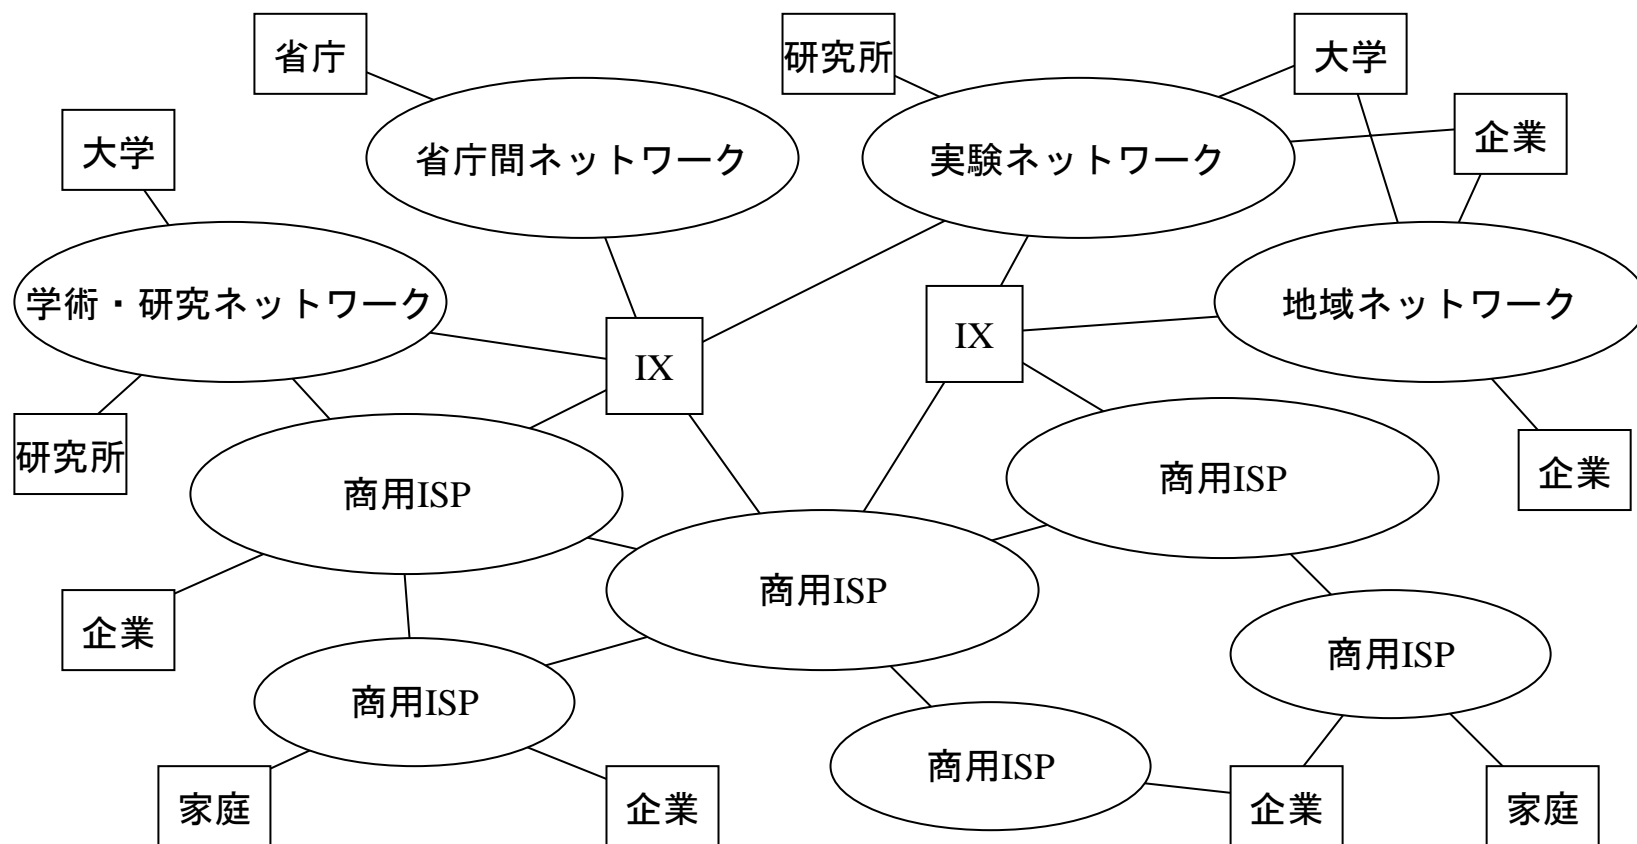 省庁
研究所
大学
大学
省庁間ネットワーク
実験ネットワーク
企業
学術・研究ネットワーク
IX
IX
地域ネットワーク
研究所
商用ISP
商用ISP
企業
商用ISP
企業
商用ISP
商用ISP
商用ISP
家庭
企業
企業
家庭